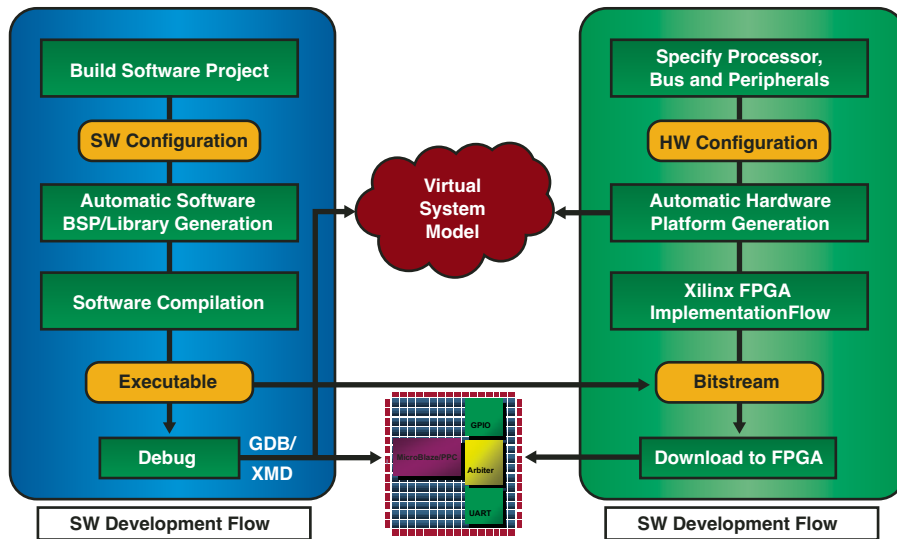 Build Software Project
SW Configuration
Automatic Software
BSP/Library Generation
Software Compilation
Executable
Debug
GDB/
XMD
SW Development Flow
Virtual
System
Model
GPIO
MicroBlaze/PPC
Arbiter
UART
Specify Processor,
Bus and Peripherals
HW Configuration
Automatic Hardware
Platform Generation
Xilinx FPGA
ImplementationFlow
Bitstream
Download to FPGA
SW Development Flow